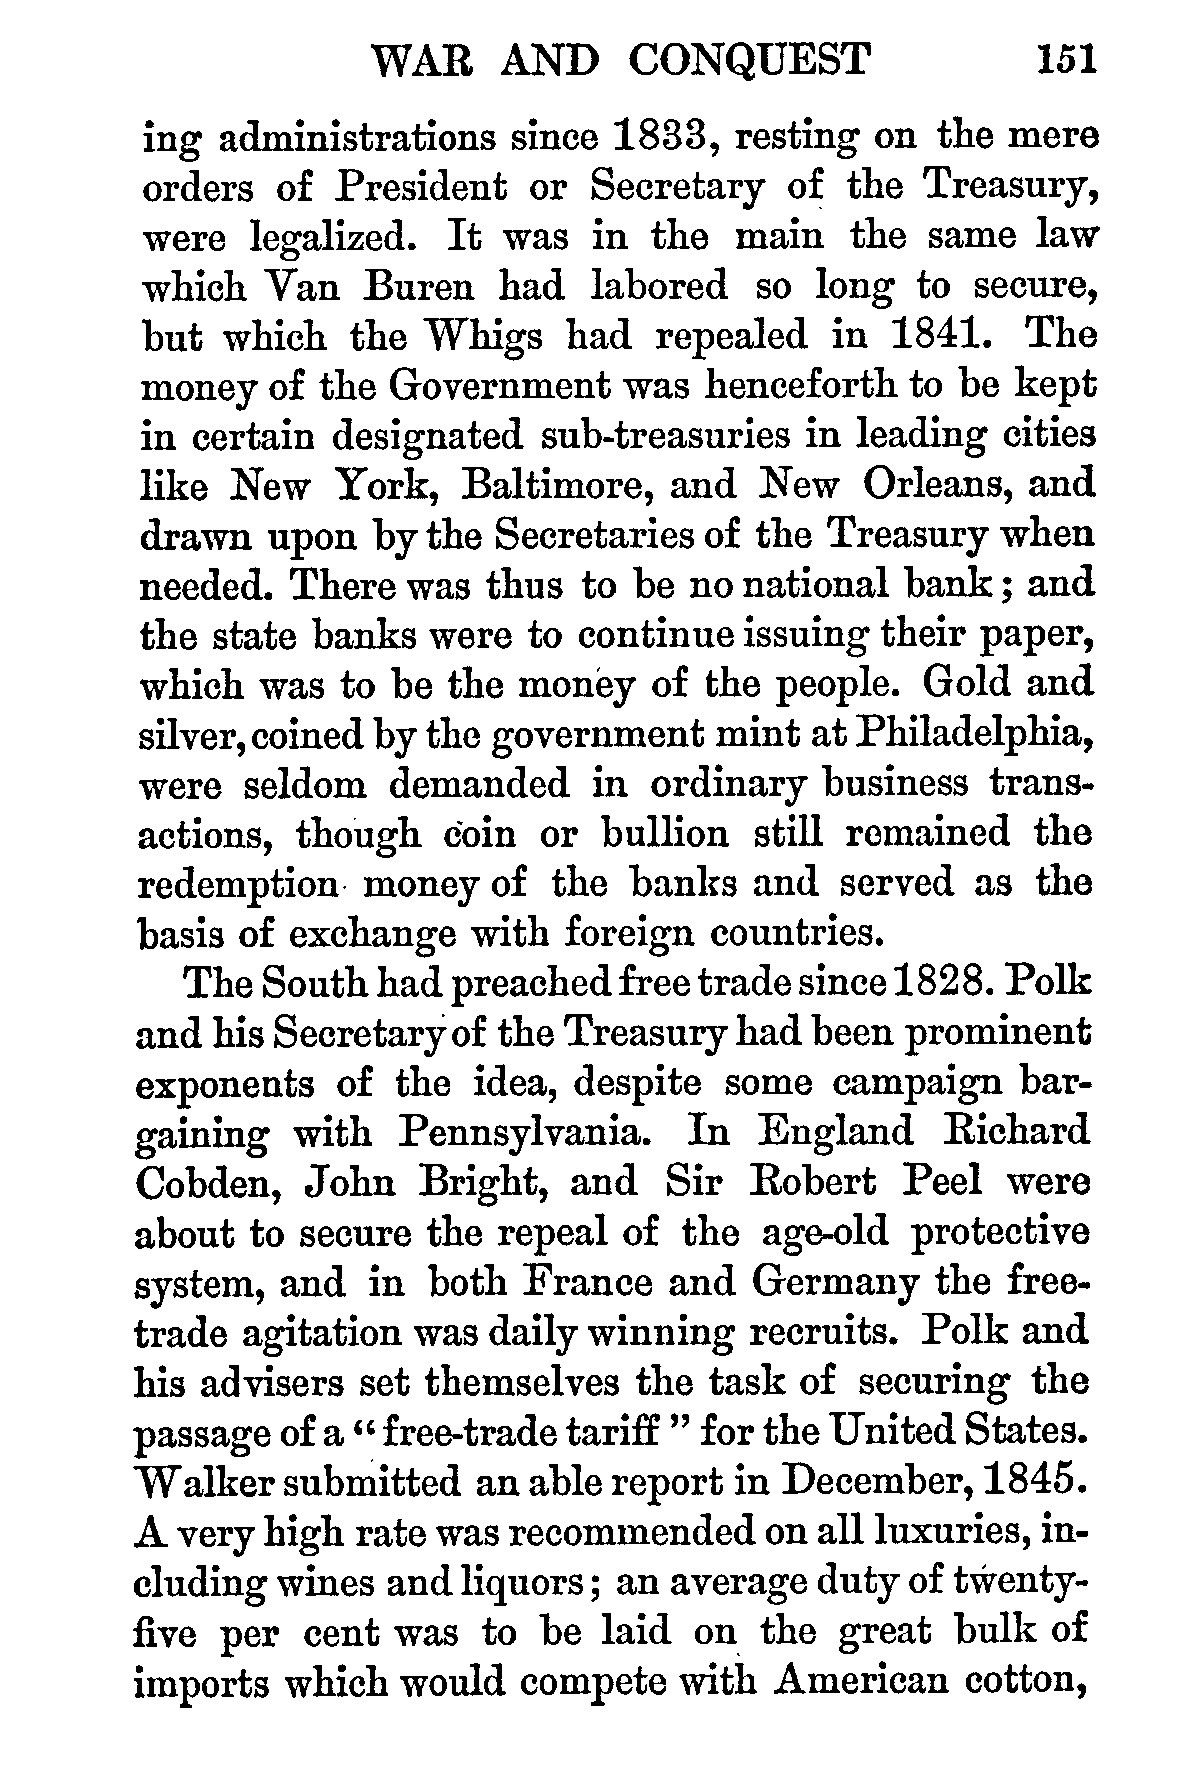 WAR AND CONQUEST 151
ing administrations since 1833, resting on the mere
orders of President or Secretary of the Treasury,
were legalized. It was in the main the same law
which Van Buren had labored so long to secure,
but which the Whigs had repealed in 1841. The
money of the Government was henceforth to be kept
in certain designated sub-treasuries in leading cities
like New York, Baltimore, and New Orleans, and
drawn upon by the Secretaries of the Treasury when
needed. There was thus to be no national bank; and
the state banks were to continue issuing their paper,
which was to be the money of the people. Gold and
silver, coined by the government mint at Philadelphia,
were seldom demanded in ordinary business trans-
actions, though coin or bullion still remained the
redemption money of the banks and served as the
basis of exchange with foreign countries.
The South had preached free trade since 1828. Polk
and his Secretary of the Treasury had been prominent
exponents of the idea, despite some campaign bar-
gaining with Pennsylvania. In England Richard
Cobden, John Bright, and Sir Robert Peel were
about to secure the repeal of the age-old protective
system, and in both France and Germany the free-
trade agitation was daily winning recruits. Polk and
his advisers set themselves the task of securing the
passage of a “free-trade tariff” for the United States.
Walker submitted an able report in December, 1845.
A very high rate was recommended on all luxuries, in-
cluding wines and liquors; an average duty of twenty-
five per cent was to be laid on the great bulk of
imports which would compete with American cotton,